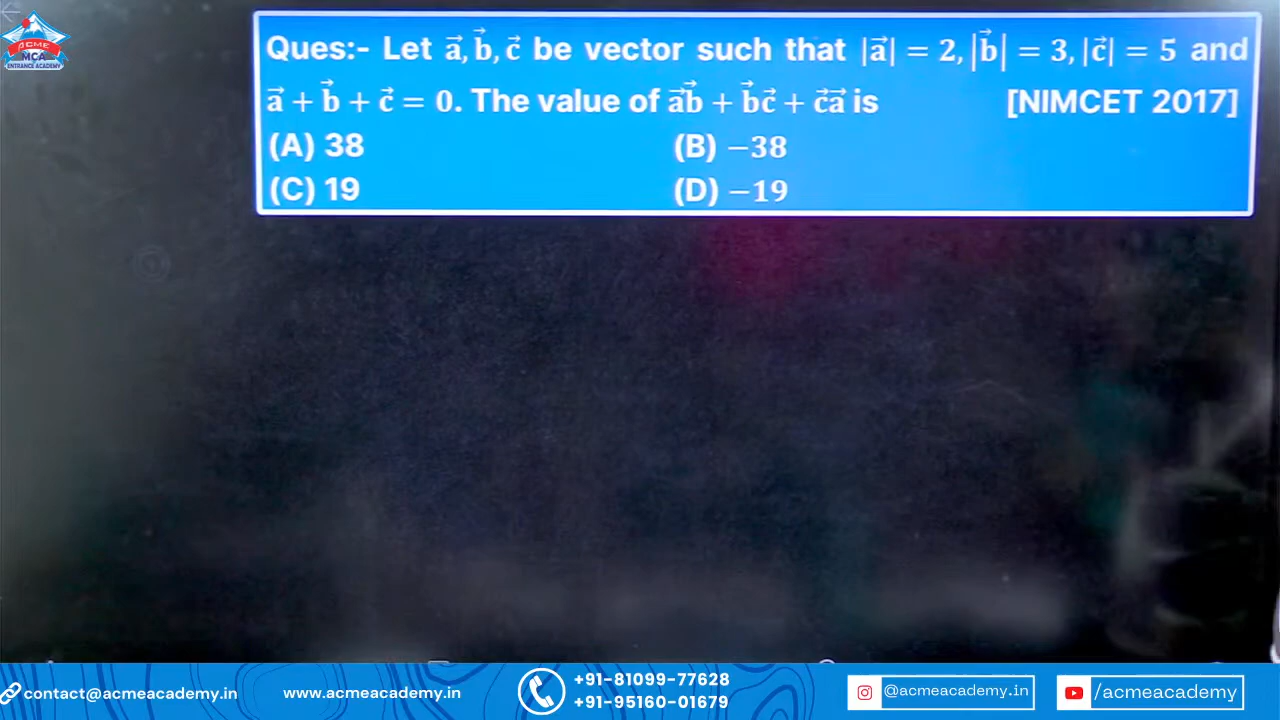 ACME
MCA
ENTRANCE ACADEMY
Ques:- Let a⃗, b⃗, c⃗ be vector such that |a⃗| = 2, |b⃗| = 3, |c⃗| = 5 and
a⃗ + b⃗ + c⃗ = 0. The value of a⃗b⃗ + b⃗c⃗ + c⃗a⃗ is [NIMCET 2017]
(A) 38 (B) −38
(C) 19 (D) −19
contact@acmeacademy.in www.acmeacademy.in +91-81099-77628
+91-95160-01679 @acmeacademy.in /acmeacademy